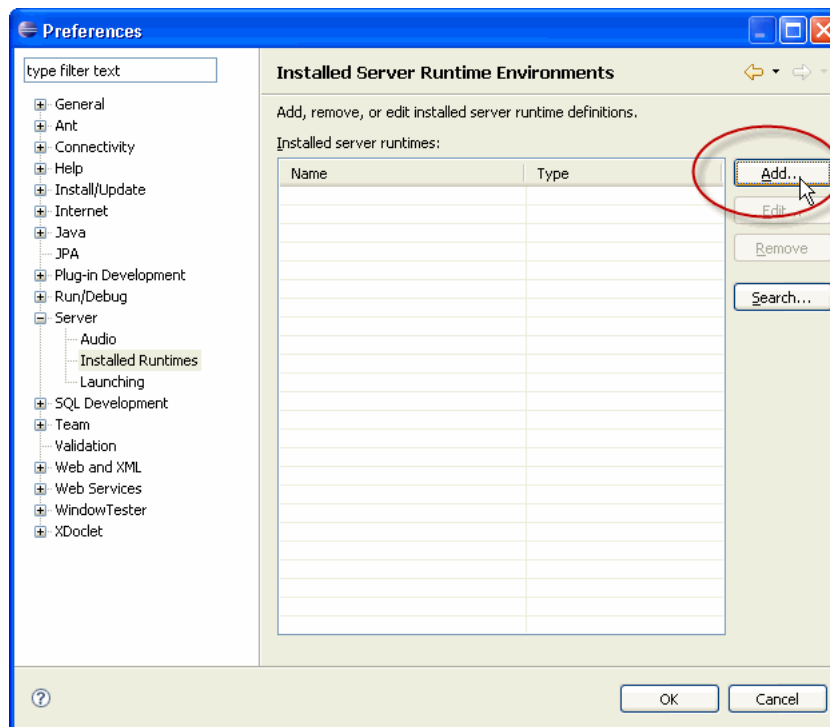 Preferences
type filter text
General
Ant
Connectivity
Help
Install/Update
Internet
Java
JPA
Plug-in Development
Run/Debug
Server
Audio
Installed Runtimes
Launching
SQL Development
Team
Validation
Web and XML
Web Services
WindowTester
XDoclet
Installed Server Runtime Environments
Add, remove, or edit installed server runtime definitions.
Installed server runtimes:
Name Type
Add...
Edit...
Remove
Search...
OK Cancel